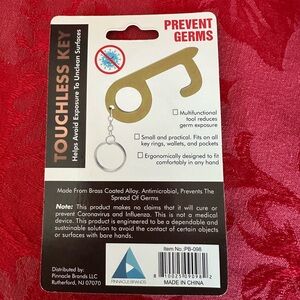 TOUCHLESS KEY
Helps Avoid Exposure To Unclean Surfaces
PREVENT
GERMS
Multifunctional
tool reduces
germ exposure
Small and practical. Fits on all
key rings, wallets, and pockets
Ergonomically designed to fit
comfortably in any hand
Made From Brass Coated Alloy. Antimicrobial, Prevents The
Spread Of Germs
Note: This product makes no claims that it will cure or
prevent Coronavirus and Influenza. This is not a medical
device. This product is engineered to be a dependable and
sustainable solution to avoid the contact of certain objects
or surfaces with bare hands.
Distributed by:
Pinnacle Brands LLC
Rutherford, NJ 07070
PINNACLE BRANDS
Item No.:PB-098